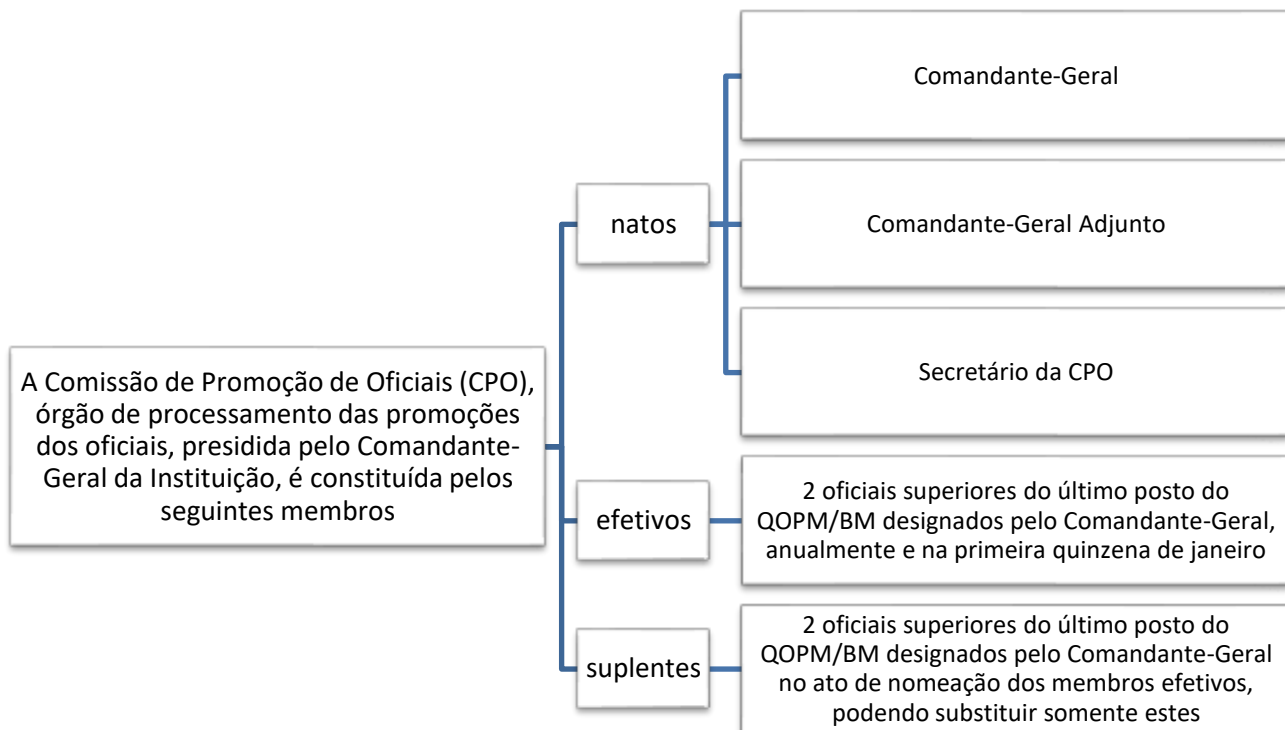 A Comissão de Promoção de Oficiais (CPO),
órgão de processamento das promoções
dos oficiais, presidida pelo Comandante-
Geral da Instituição, é constituída pelos
seguintes membros
natos
Comandante-Geral
Comandante-Geral Adjunto
Secretário da CPO
efetivos
2 oficiais superiores do último posto do
QOPM/BM designados pelo Comandante-Geral,
anualmente e na primeira quinzena de janeiro
suplentes
2 oficiais superiores do último posto do
QOPM/BM designados pelo Comandante-Geral
no ato de nomeação dos membros efetivos,
podendo substituir somente estes